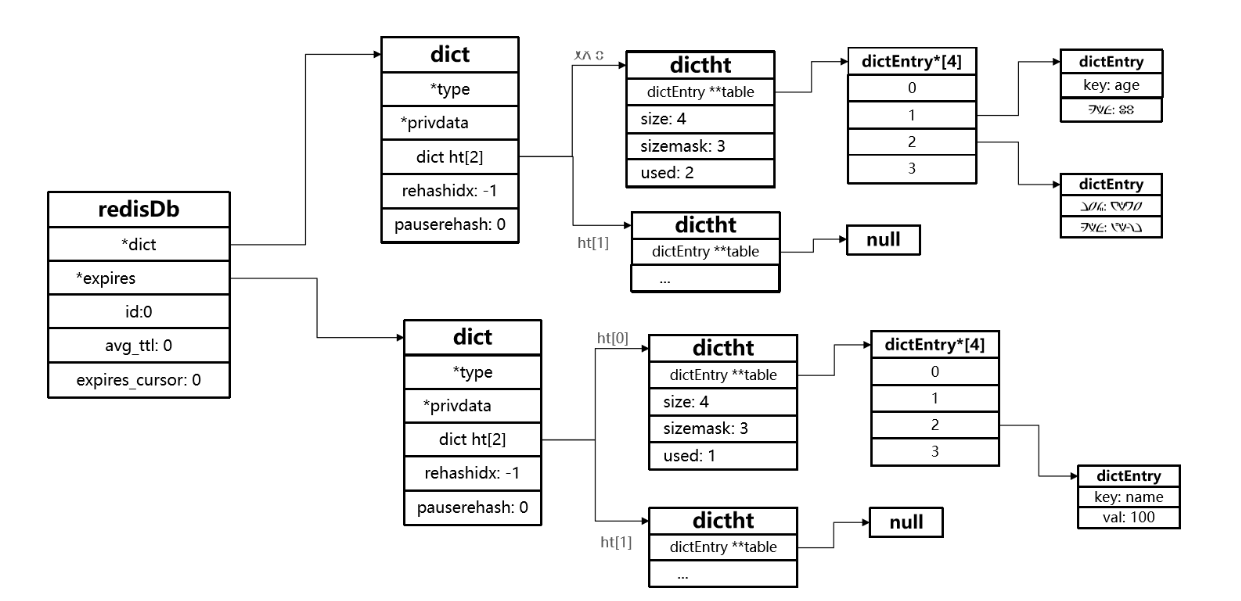 redisDb
*dict
*expires
id:0
avg_ttl: 0
expires_cursor: 0
dict
*type
*privdata
dict ht[2]
rehashidx: -1
pauserehash: 0
dictht
dictEntry **table
size: 4
sizemask: 3
used: 2
dictEntry*[4]
0
1
2
3
dictEntry
key: age
dictEntry
ht[1]
dictht
dictEntry **table
...
null
dict
*type
*privdata
dict ht[2]
rehashidx: -1
pauserehash: 0
ht[0]
dictht
dictEntry **table
size: 4
sizemask: 3
used: 1
dictEntry*[4]
0
1
2
3
dictEntry
key: name
val: 100
ht[1]
dictht
dictEntry **table
...
null